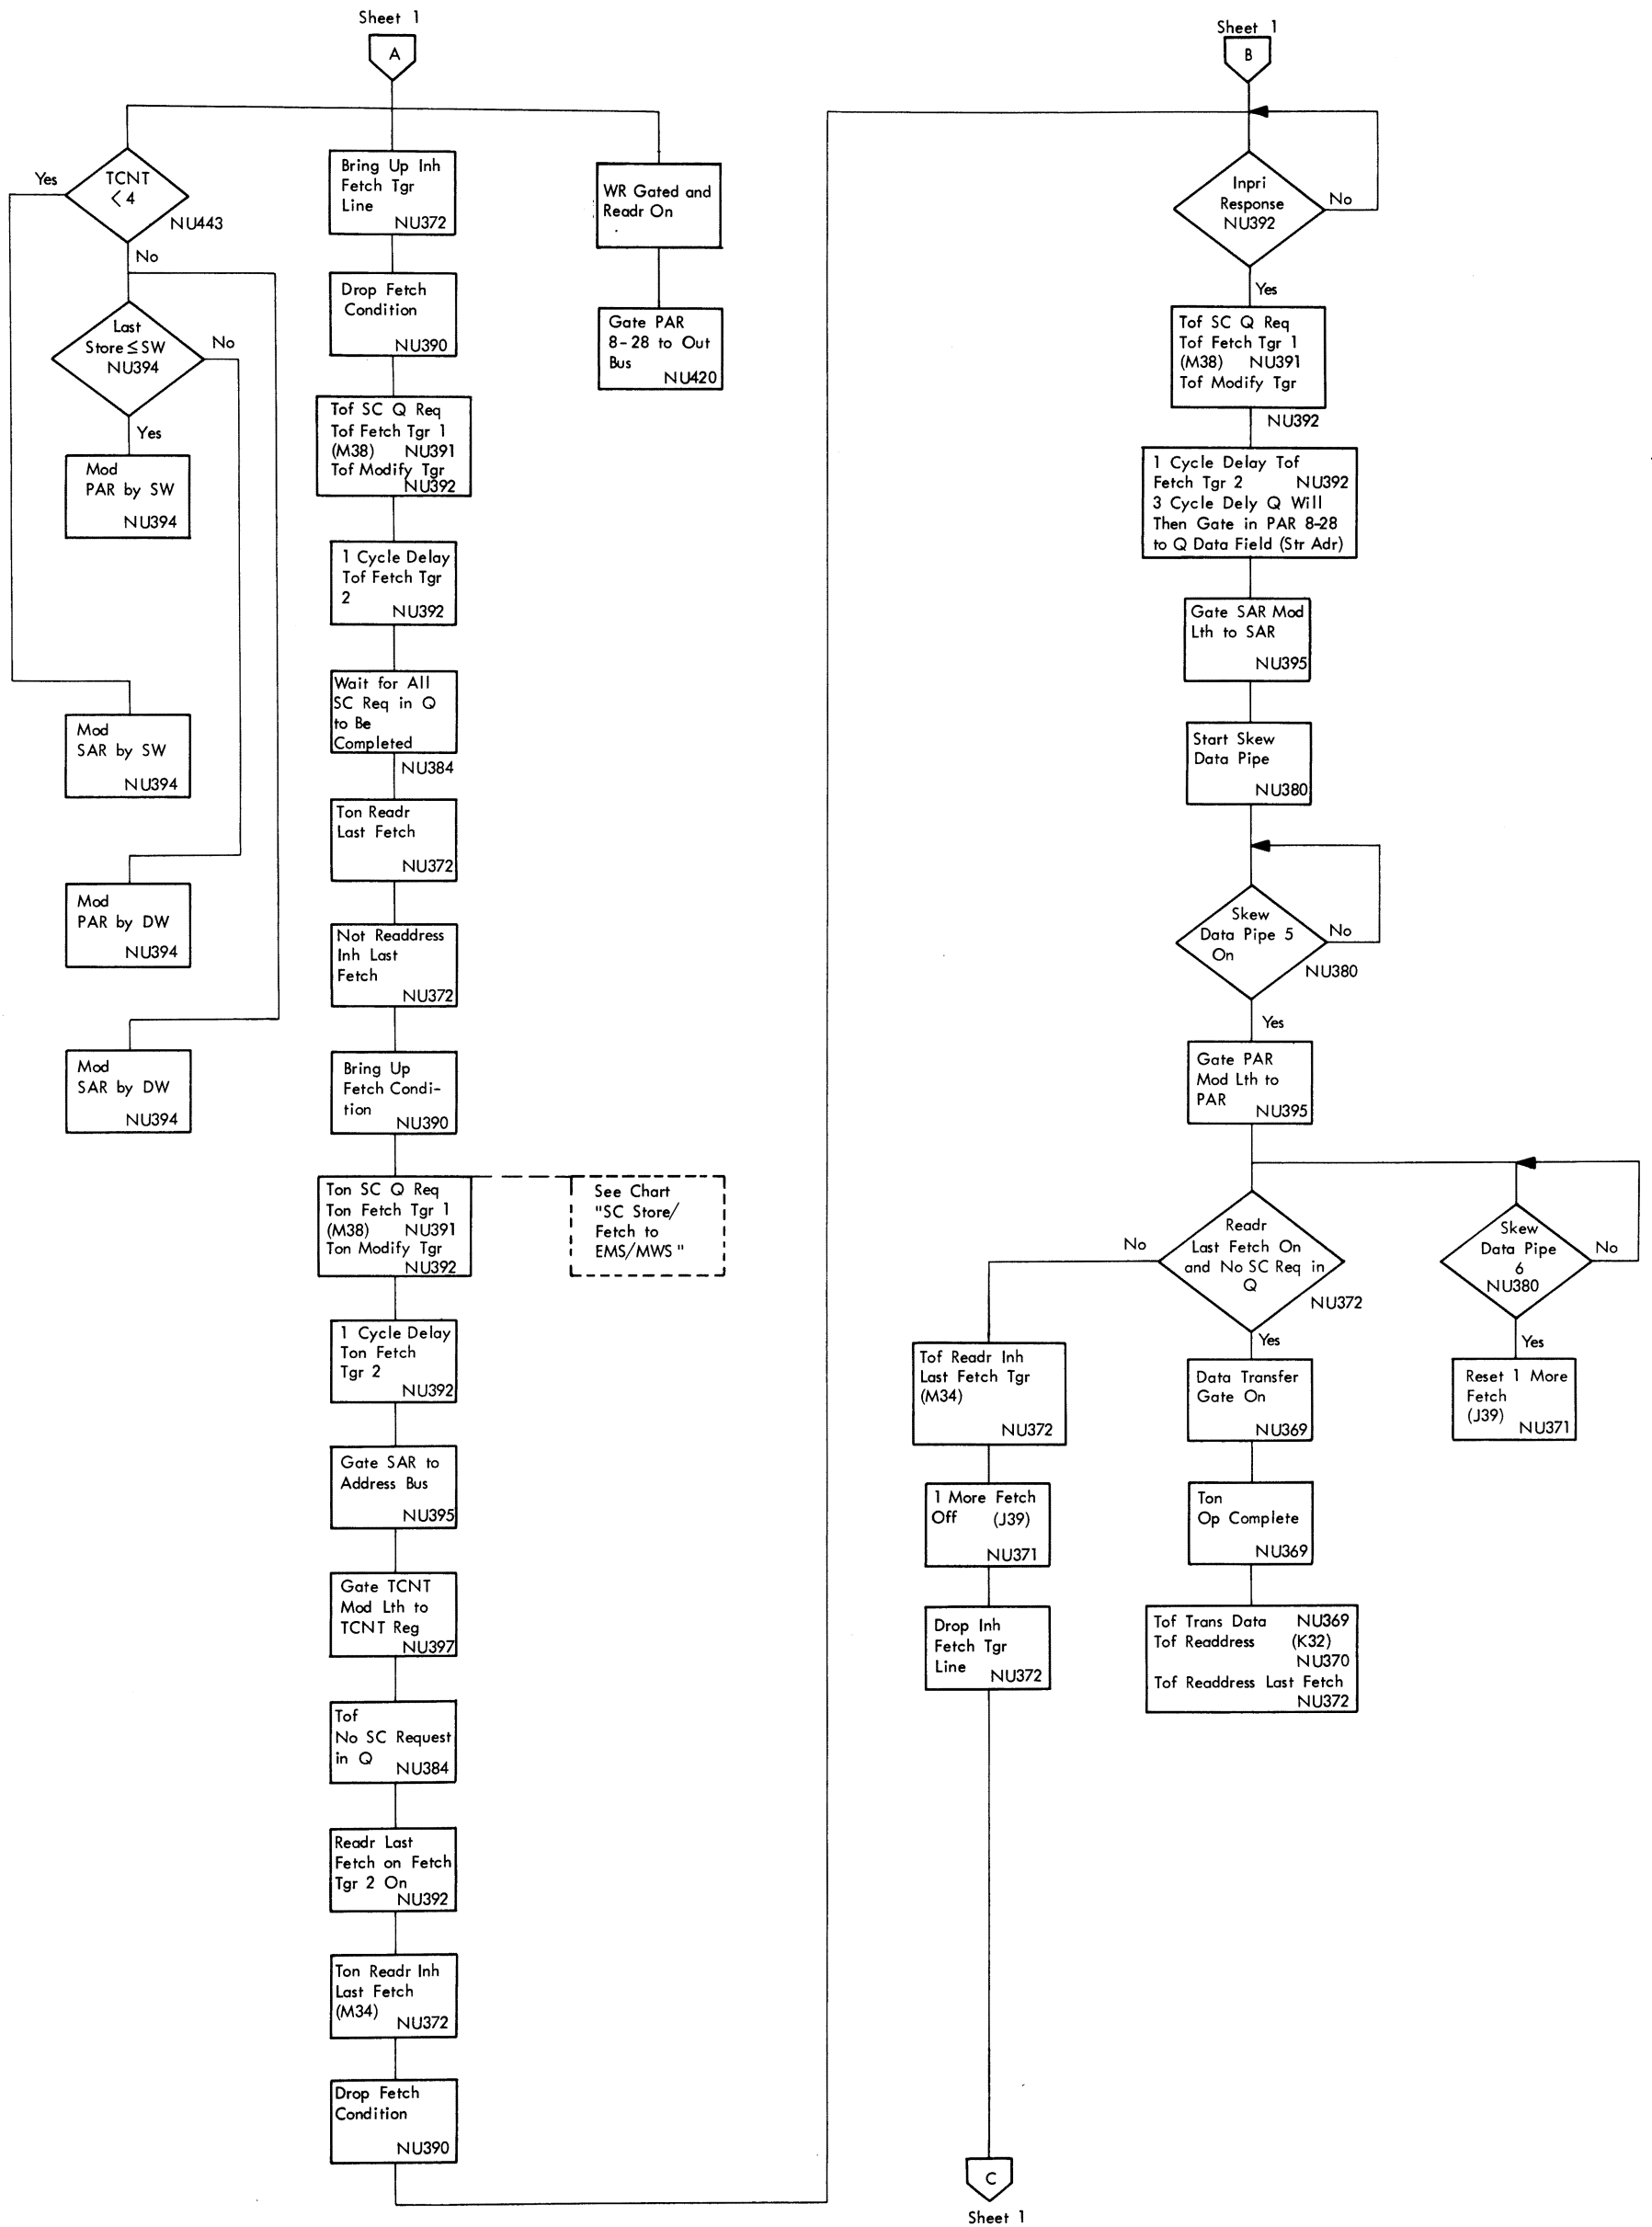 Sheet 1
A
Yes
TCNT
< 4
NU443
No
Last
Store ≤ SW
NU394
No
Yes
Mod
PAR by SW
NU394
Mod
SAR by SW
NU394
Mod
PAR by DW
NU394
Mod
SAR by DW
NU394
Bring Up Inh
Fetch Tgr
Line
NU372
Drop Fetch
Condition
NU390
Tof SC Q Req
Tof Fetch Tgr 1
(M38) NU391
Tof Modify Tgr
NU392
1 Cycle Delay
Tof Fetch Tgr
2
NU392
Wait for All
SC Req in Q
to Be
Completed
NU384
Ton Readr
Last Fetch
NU372
Not Readdress
Inh Last
Fetch
NU372
Bring Up
Fetch Condi-
tion
NU390
Ton SC Q Req
Ton Fetch Tgr 1
(M38) NU391
Ton Modify Tgr
NU392
See Chart
"SC Store/
Fetch to
EMS/MWS"
1 Cycle Delay
Ton Fetch
Tgr 2
NU392
Gate SAR to
Address Bus
NU395
Gate TCNT
Mod Lth to
TCNT Reg
NU397
Tof
No SC Request
in Q NU384
Readr Last
Fetch on Fetch
Tgr 2 On
NU392
Ton Readr Inh
Last Fetch
(M34)
NU372
Drop Fetch
Condition
NU390
WR Gated and
Readr On
Gate PAR
8-28 to Out
Bus
NU420
Sheet 1
B
Inpri
Response
NU392
No
Yes
Tof SC Q Req
Tof Fetch Tgr 1
(M38) NU391
Tof Modify Tgr
NU392
1 Cycle Delay Tof
Fetch Tgr 2 NU392
3 Cycle Dely Q Will
Then Gate in PAR 8-28
to Q Data Field (Str Adr)
Gate SAR Mod
Lth to SAR
NU395
Start Skew
Data Pipe
NU380
Skew
Data Pipe 5
On
No
NU380
Yes
Gate PAR
Mod Lth to
PAR
NU395
Readr
Last Fetch On
and No SC Req in
Q
No
NU372
Yes
Skew
Data Pipe
6
NU380
No
Yes
Reset 1 More
Fetch
(J39) NU371
Tof Readr Inh
Last Fetch Tgr
(M34)
NU372
1 More Fetch
Off (J39)
NU371
Drop Inh
Fetch Tgr
Line NU372
Data Transfer
Gate On
NU369
Ton
Op Complete
NU369
Tof Trans Data NU369
Tof Readdress (K32)
NU370
Tof Readdress Last Fetch
NU372
C
Sheet 1